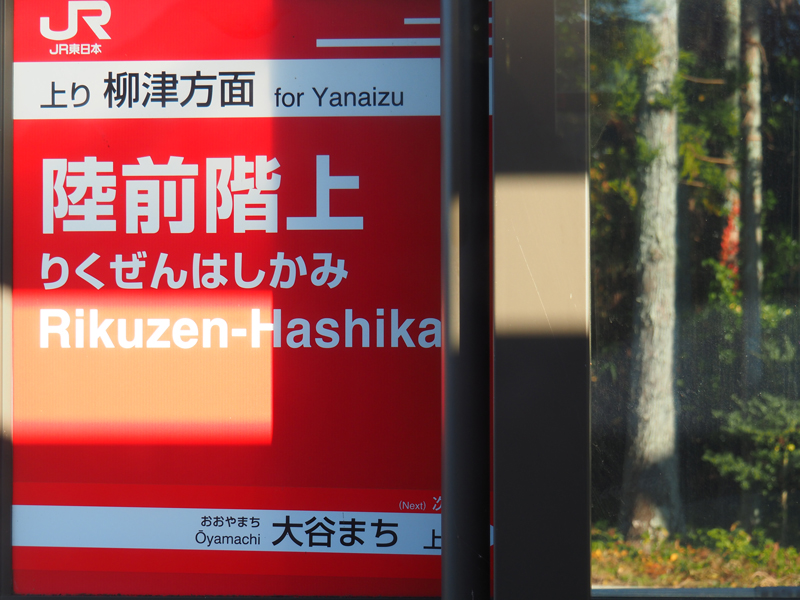 JR
JR東日本
上り 柳津方面 for Yanaizu
陸前階上
りくぜんはしかみ
Rikuzen-Hashika
(Next) 次
おおやまち
Ōyamachi 大谷まち 上